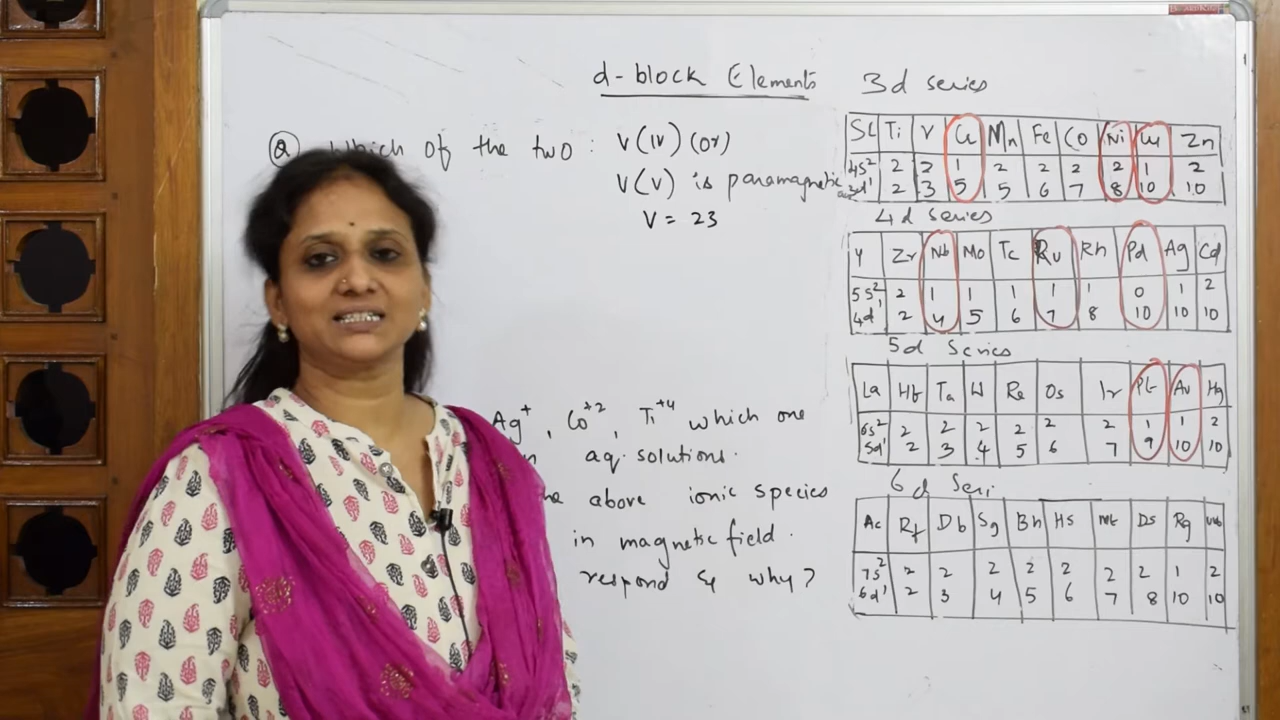 d-block Elements
Q Which of the two : V(IV) (or)
V(V) is paramagnetic
V = 23
Ag⁺, Co⁺², Ti⁺⁴ which one
aq. solutions.
above ionic species
in magnetic field.
respond & why?
3d series
Sc Ti V Cr Mn Fe Co Ni Cu Zn
4s² 2 2 1 2 2 2 2 1 2
3d¹ 2 3 5 5 6 7 8 10 10
4d series
Y Zr Nb Mo Tc Ru Rh Pd Ag Cd
5s² 2 1 1 1 1 1 0 1 2
4d¹ 2 4 5 6 7 8 10 10 10
5d Series
La Hf Ta W Re Os Ir Pt Au Hg
6s² 2 2 2 2 2 2 1 1 2
5d¹ 2 3 4 5 6 7 9 10 10
6d Seri
Ac Rf Db Sg Bh Hs Mt Ds Rg Uub
7s² 2 2 2 2 2 2 2 1 2
6d¹ 2 3 4 5 6 7 8 10 10